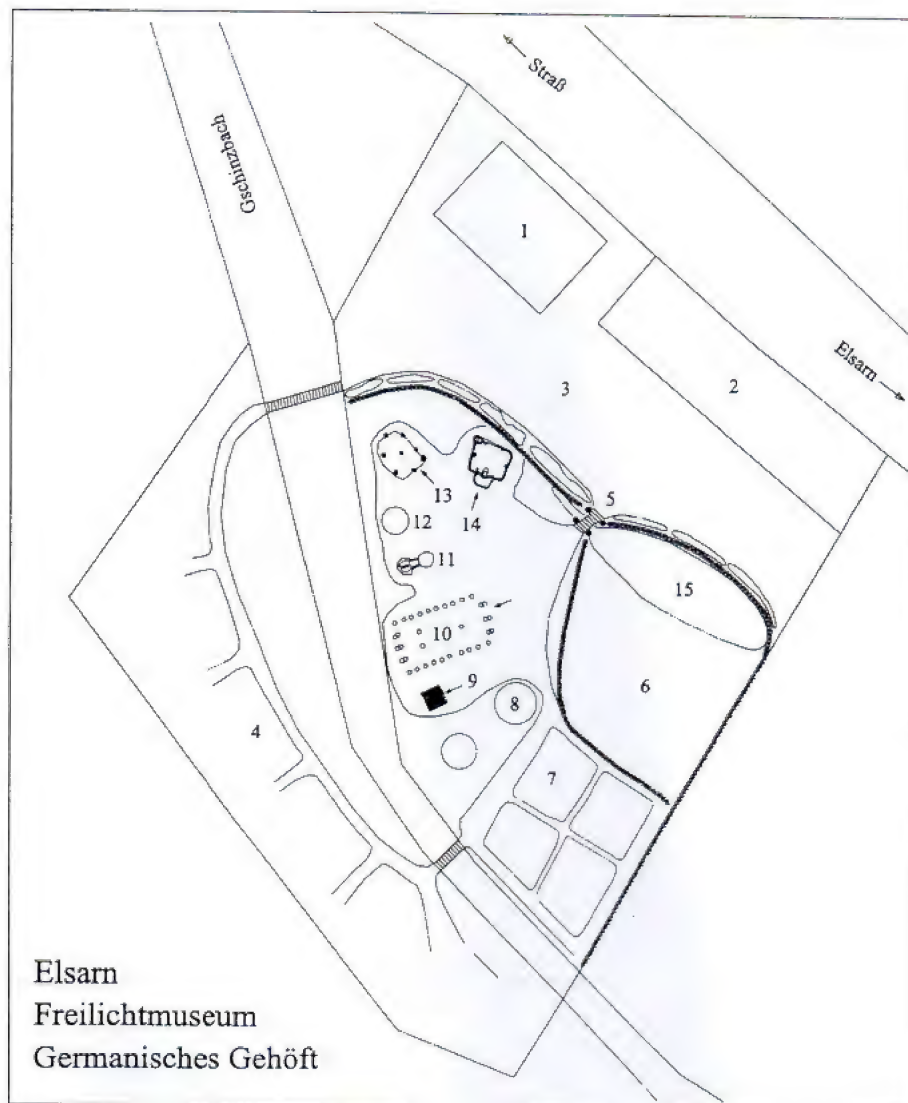 Straß
Gschinzbach
1
Elsarn
2
3
5
13
14
12
11
15
10
6
9
8
4
7
Elsarn
Freilichtmuseum
Germanisches Gehöft